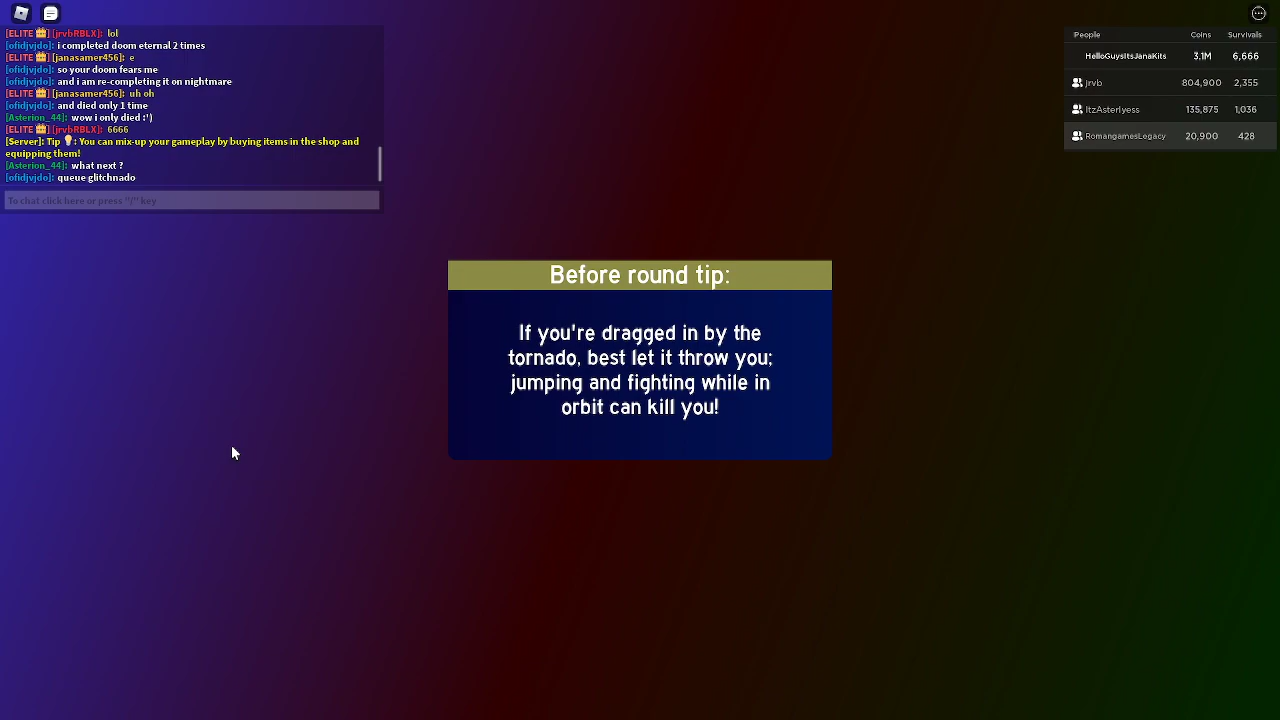 [ELITE 💼] [jrvbRBLX]: lol
[ofidjvjdo]: i completed doom eternal 2 times
[ELITE 💼] [janasamer456]: e
[ofidjvjdo]: so your doom fears me
[ofidjvjdo]: and i am re-completing it on nightmare
[ELITE 💼] [janasamer456]: uh oh
[ofidjvjdo]: and died only 1 time
[Asterion_44]: wow i only died :')
[ELITE 💼] [jrvbRBLX]: 6666
[Server]: Tip 💡: You can mix-up your gameplay by buying items in the shop and
equipping them!
[Asterion_44]: what next ?
[ofidjvjdo]: queue glitchnado
To chat click here or press "/" key
People Coins Survivals
HelloGuysItsJanaKits 3.1M 6,666
jrvb 804,900 2,355
ItzAsterlyess 135,875 1,036
RomangamesLegacy 20,900 428
Before round tip:
If you're dragged in by the
tornado, best let it throw you;
jumping and fighting while in
orbit can kill you!